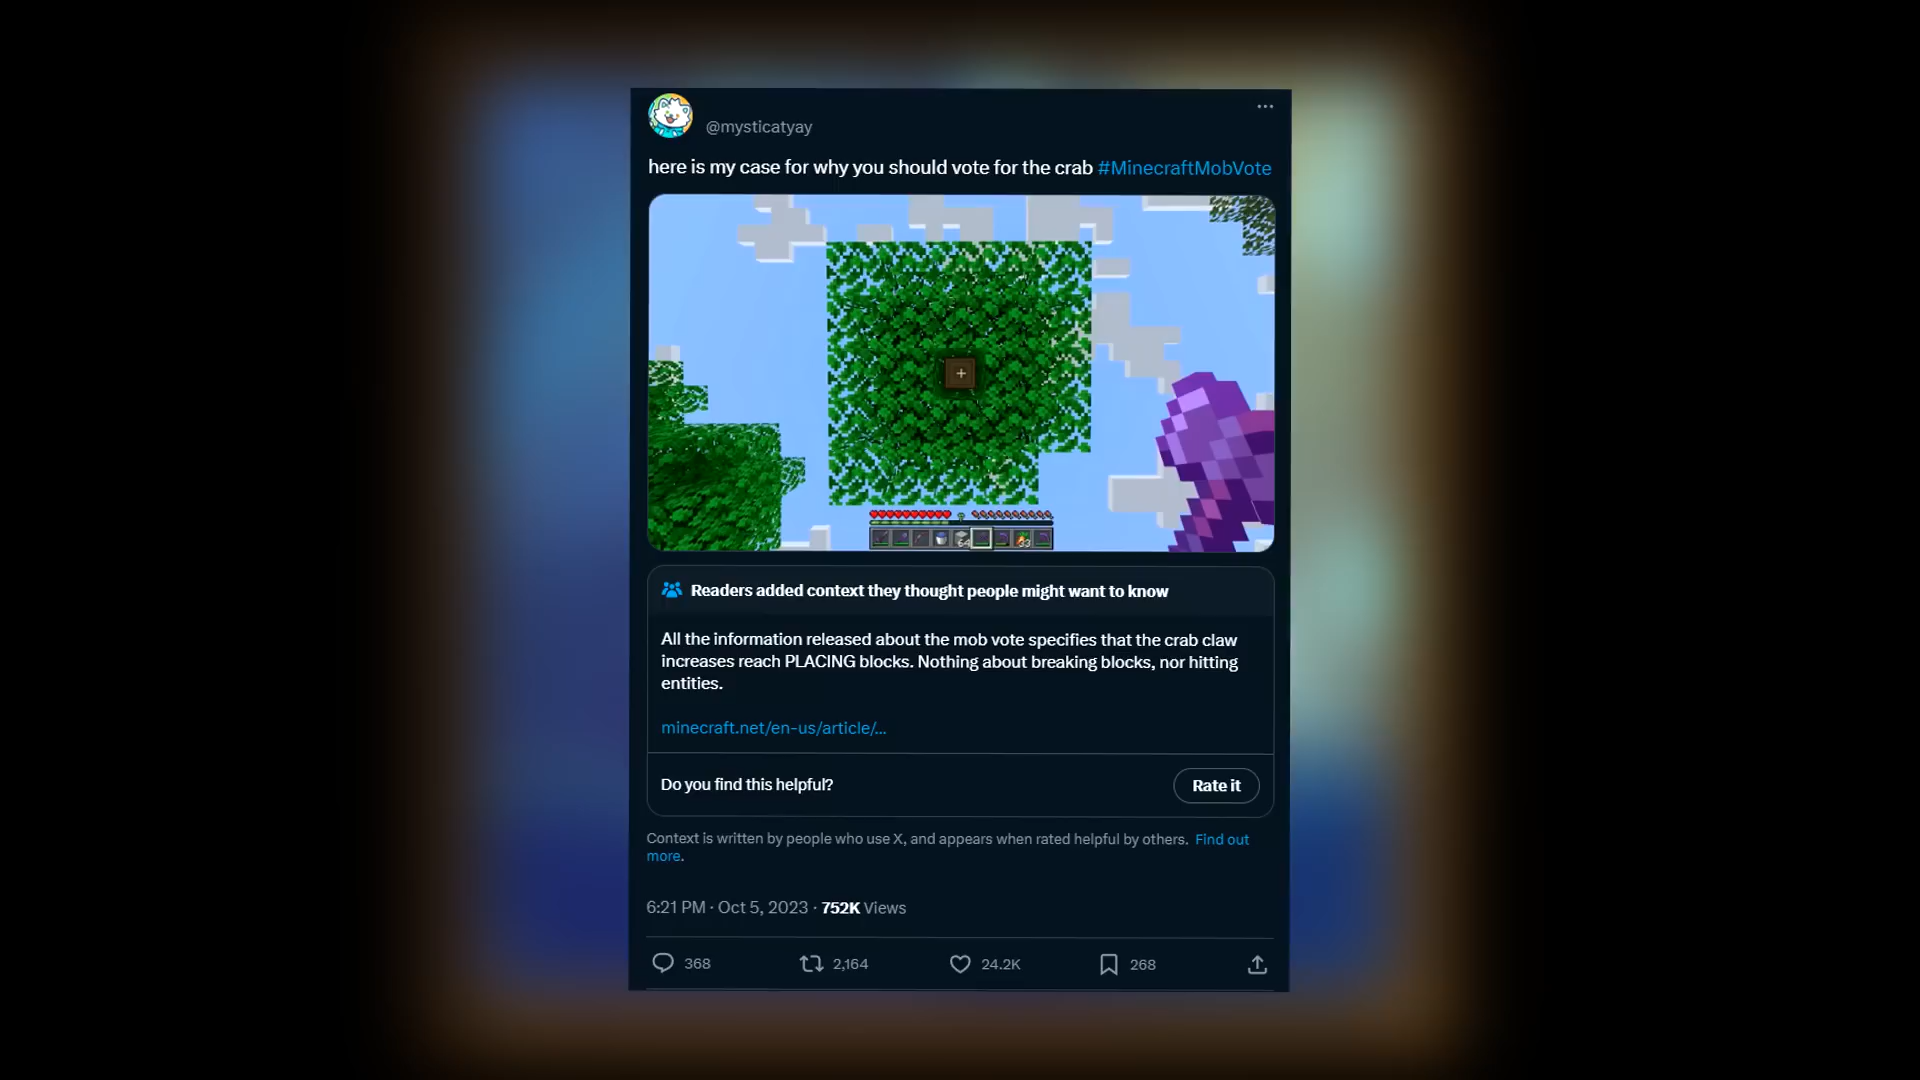 @mysticatyay
here is my case for why you should vote for the crab #MinecraftMobVote
64
33
Readers added context they thought people might want to know
All the information released about the mob vote specifies that the crab claw
increases reach PLACING blocks. Nothing about breaking blocks, nor hitting
entities.
minecraft.net/en-us/article/...
Do you find this helpful?
Rate it
Context is written by people who use X, and appears when rated helpful by others. Find out
more.
6:21 PM · Oct 5, 2023 · 752K Views
368
2,164
24.2K
268